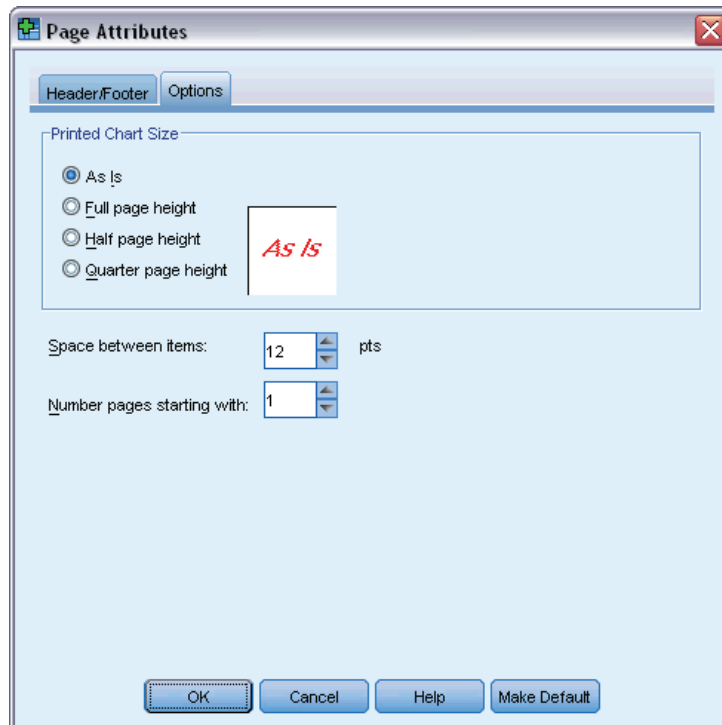 Page Attributes
Header/Footer Options
Printed Chart Size
As Is
Full page height
Half page height
As Is
Quarter page height
Space between items: 12 pts
Number pages starting with: 1
OK Cancel Help Make Default